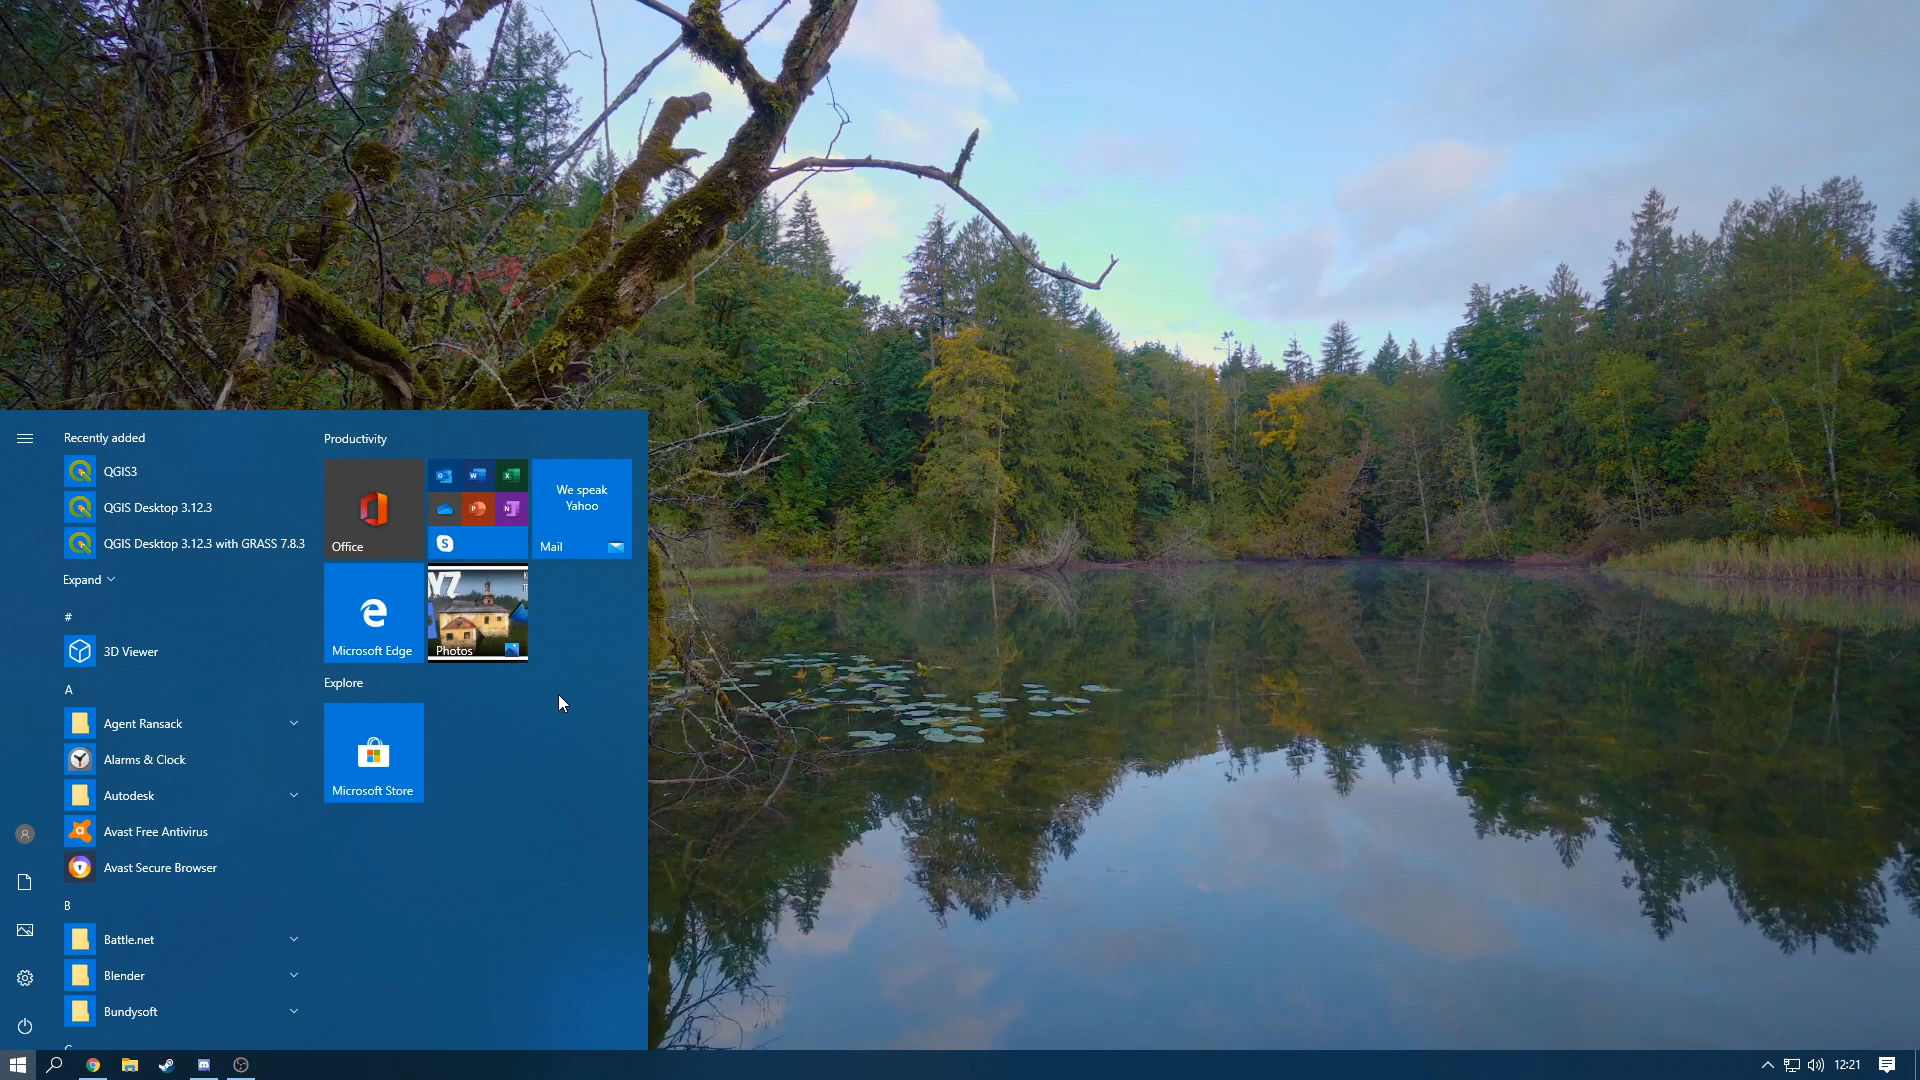 Recently added
QGIS3
QGIS Desktop 3.12.3
QGIS Desktop 3.12.3 with GRASS 7.8.3
Expand
#
3D Viewer
A
Agent Ransack
Alarms & Clock
Autodesk
Avast Free Antivirus
Avast Secure Browser
B
Battle.net
Blender
Bundysoft
Productivity
Office
We speak
Yahoo
Mail
Microsoft Edge
Photos
Explore
Microsoft Store
12:21